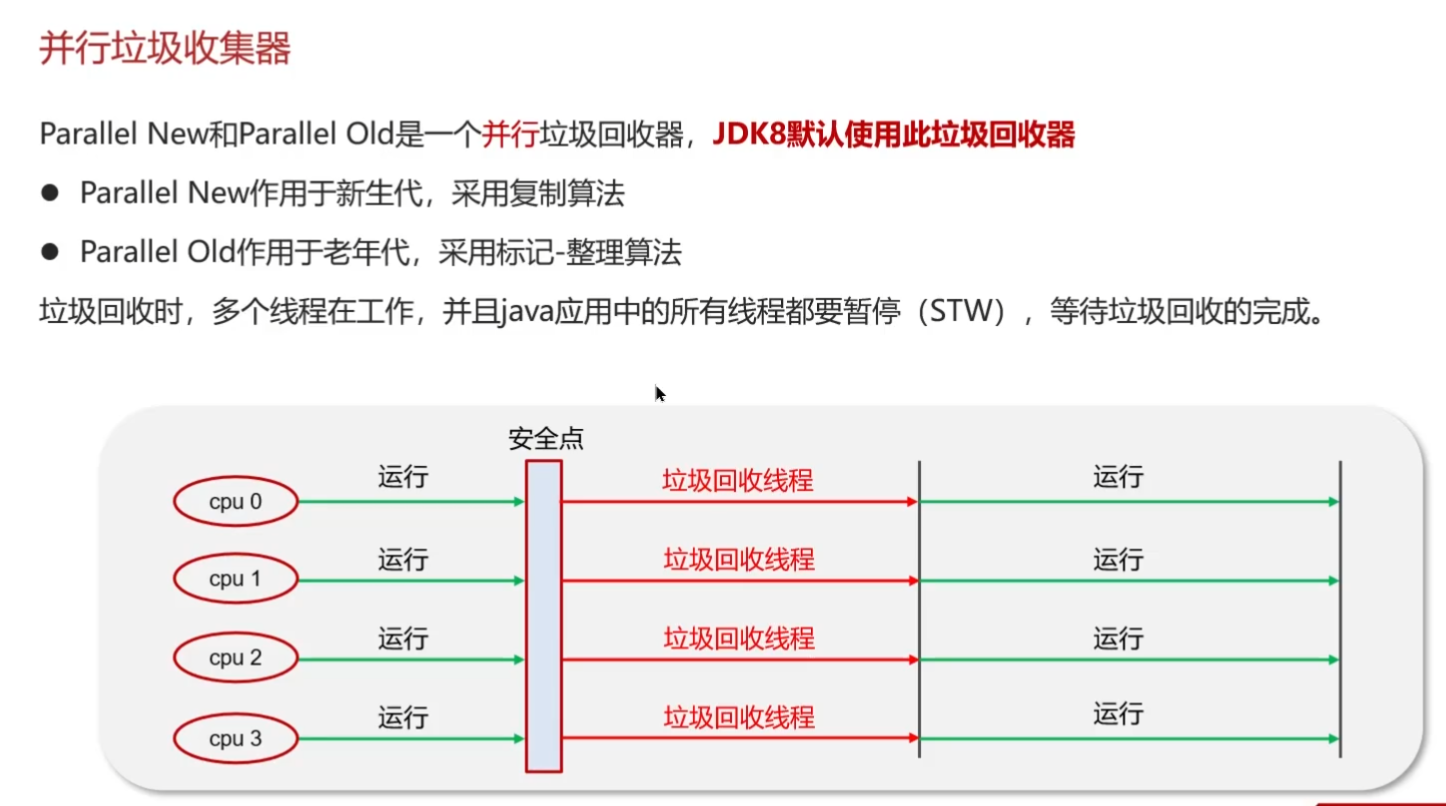 并行垃圾收集器
Parallel New和Parallel Old是一个并行垃圾回收器，JDK8默认使用此垃圾回收器
● Parallel New作用于新生代，采用复制算法
● Parallel Old作用于老年代，采用标记-整理算法
垃圾回收时，多个线程在工作，并且java应用中的所有线程都要暂停（STW），等待垃圾回收的完成。
安全点
cpu 0 运行 垃圾回收线程 运行
cpu 1 运行 垃圾回收线程 运行
cpu 2 运行 垃圾回收线程 运行
cpu 3 运行 垃圾回收线程 运行